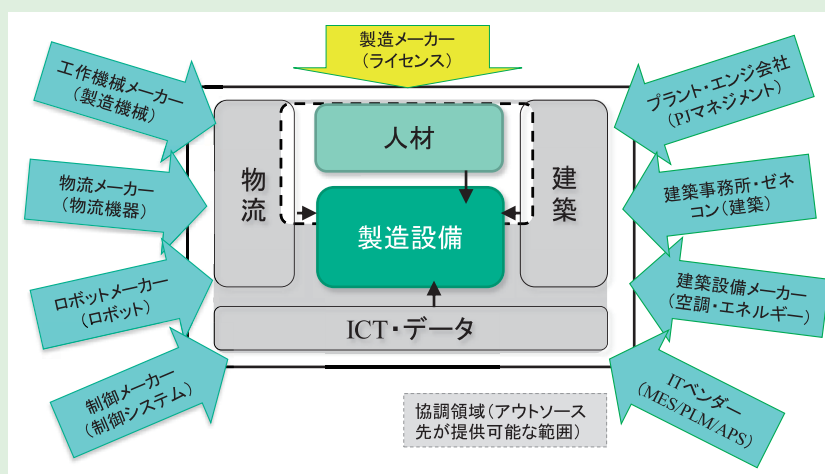 製造メーカー
(ライセンス)
工作機械メーカー
(製造機械)
物流メーカー
(物流機器)
ロボットメーカー
(ロボット)
制御メーカー
(制御システム)
物流
人材
製造設備
建築
ICT・データ
プラント・エンジ会社
(PJマネジメント)
建築事務所・ゼネ
コン(建築)
建築設備メーカー
(空調・エネルギー)
ITベンダー
(MES/PLM/APS)
協調領域(アウトソース
先が提供可能な範囲)